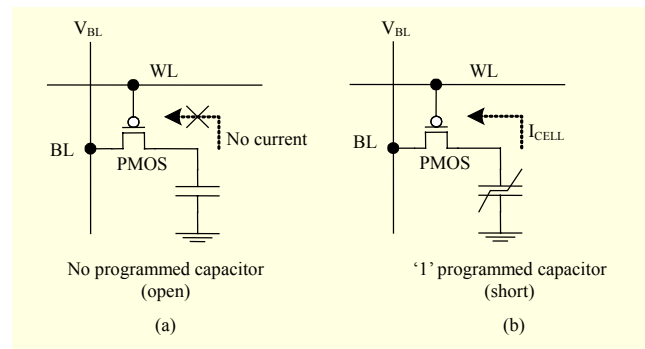 V_BL
WL
BL
PMOS
No current
No programmed capacitor
(open)
(a)
V_BL
WL
BL
PMOS
I_CELL
‘1’ programmed capacitor
(short)
(b)